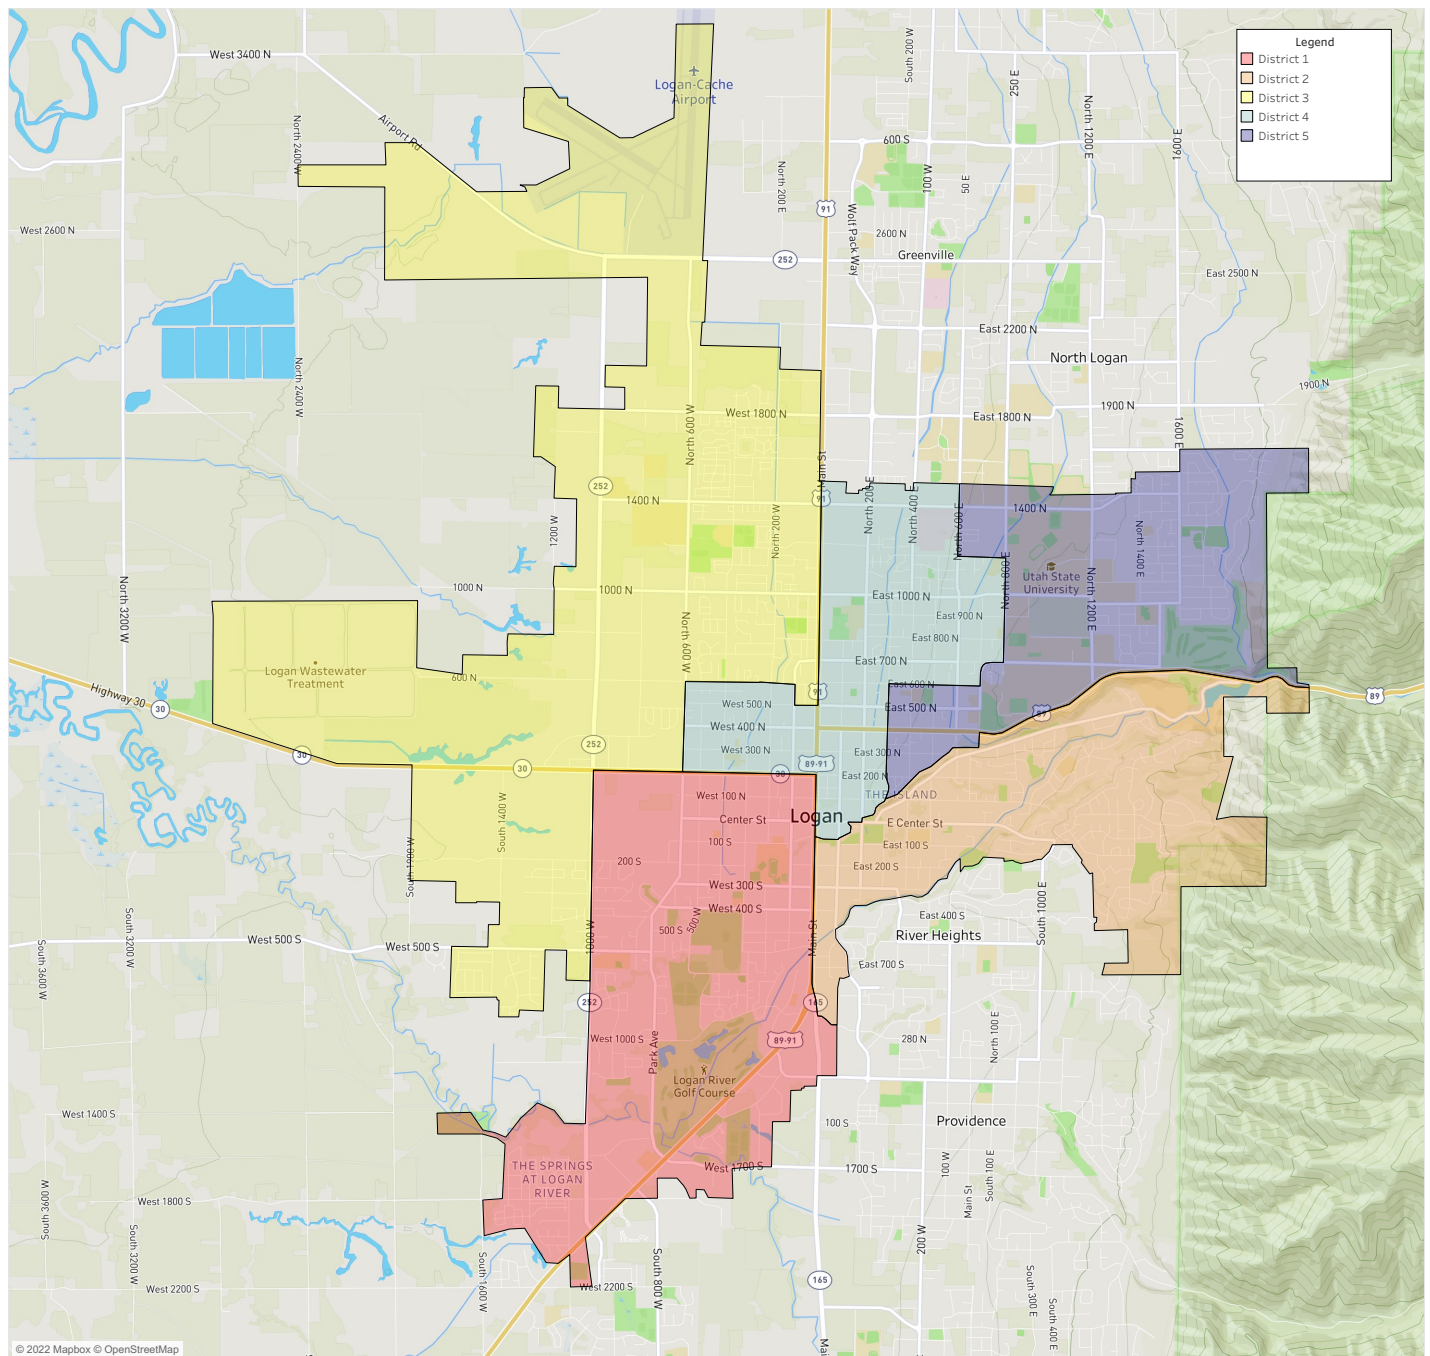 Legend
District 1
District 2
District 3
District 4
District 5
West 3400 N
South 200 W
250 E
North 1200 E
1600 E
Logan-Cache
Airport
Airport Rd
North 2400 W
600 S
100 W
50 E
North 200 E
91
Wolf Pack Way
West 2600 N
2600 N
Greenville
252
East 2500 N
East 2200 N
North Logan
North 2400 W
1900 N
1900 N
West 1800 N
East 1800 N
North 600 W
1600 E
Main St
252
1400 N
91
North 200 E
North 400 E
North 600 E
1400 N
1200 W
North 200 W
North 1400 E
North 800 E
Utah State
University
North 1200 E
1000 N
1000 N
East 1000 N
North 3200 W
East 900 N
North 600 W
East 800 N
East 700 N
Logan Wastewater
Treatment
600 N
East 600 N
Highway 30
30
91
89
West 500 N
East 500 N
89
West 400 N
252
30
West 300 N
East 300 N
89-91
30
30
East 200 N
THE ISLAND
West 100 N
South 1400 W
Center St
Logan
E Center St
100 S
East 100 S
South 1900 W
200 S
East 200 S
West 300 S
South 1000 E
West 400 S
East 400 S
500 W
500 S
South 3200 W
West 500 S
West 500 S
1000 W
Main St
River Heights
South 3600 W
East 700 S
252
165
West 1000 S
Park Ave
89-91
280 N
North 100 E
Logan River
Golf Course
West 1400 S
100 S
Providence
THE SPRINGS
AT LOGAN
RIVER
West 1700 S
1700 S
100 W
South 100 E
West 1800 S
South 3600 W
Main St
South 3200 W
200 W
South 1600 W
South 800 W
165
West 2200 S
West 2200 S
South 300 E
South 400 E
© 2022 Mapbox © OpenStreetMap